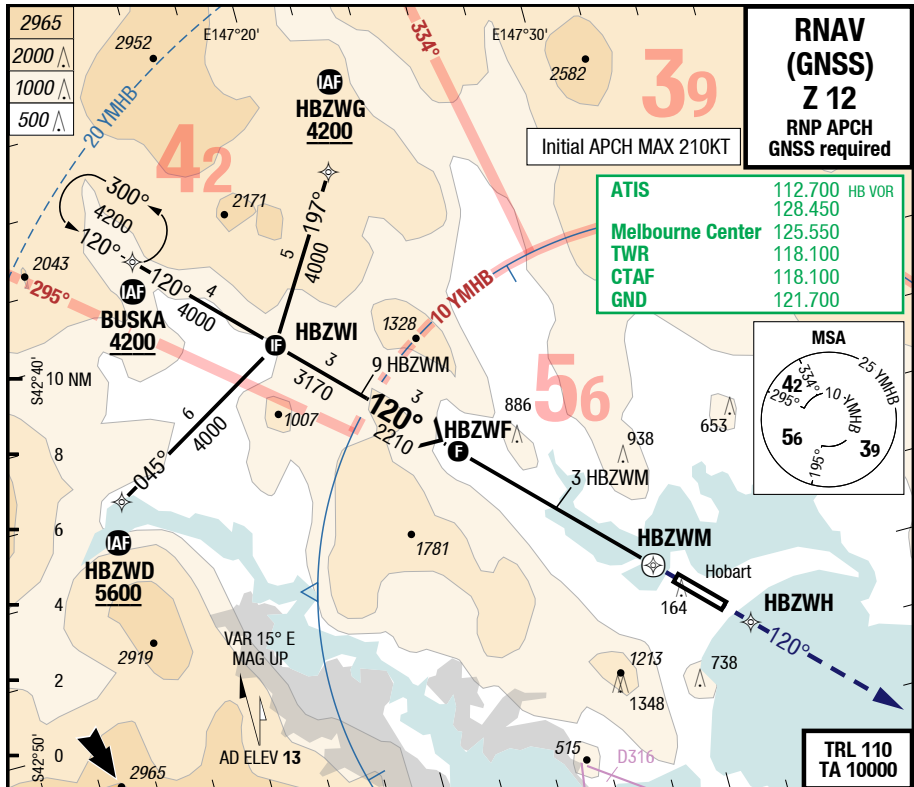 2965
2000
1000
500
2952
E147°20'
E147°30'
334°
2582
39
RNAV
(GNSS)
Z 12
RNP APCH
GNSS required
IAF
HBZWG
4200
20 YMHB
42
Initial APCH MAX 210KT
ATIS 112.700 HB VOR
128.450
Melbourne Center 125.550
TWR 118.100
CTAF 118.100
GND 121.700
300°
4200
120°
2171
197°
5
4000
2043
295°
IAF
BUSKA
4200
120°
4
4000
10 YMHB
IF
HBZWI
1328
9 HBZWM
3
3170
MSA
25 YMHB
42
334°
295°
10 YMHB
56
39
195°
S42°40'
10 NM
1007
120°
3
2210
886
56
HBZWF
F
938
653
6
4000
045°
8
3 HBZWM
6
IAF
HBZWD
5600
1781
HBZWM
Hobart
164
HBZWH
120°
4
VAR 15° E
MAG UP
2919
2
1213
1348
738
S42°50'
0
2965
AD ELEV 13
515
D316
TRL 110
TA 10000